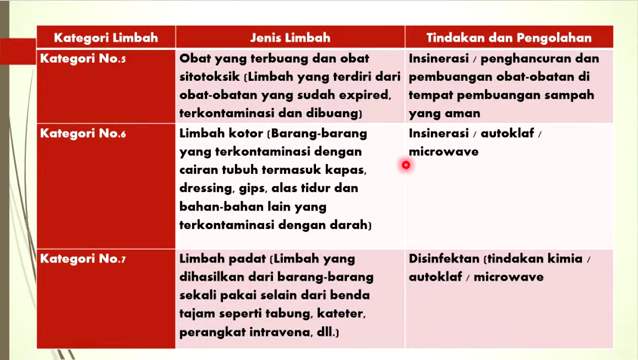 Kategori Limbah
Jenis Limbah
Tindakan dan Pengolahan
Kategori No.5
Obat yang terbuang dan obat
sitotoksik (Limbah yang terdiri dari
obat-obatan yang sudah expired,
terkontaminasi dan dibuang)
Insinerasi / penghancuran dan
pembuangan obat-obatan di
tempat pembuangan sampah
yang aman
Kategori No.6
Limbah kotor (Barang-barang
yang terkontaminasi dengan
cairan tubuh termasuk kapas,
dressing, gips, alas tidur dan
bahan-bahan lain yang
terkontaminasi dengan darah)
Insinerasi / autoklaf /
microwave
Kategori No.7
Limbah padat (Limbah yang
dihasilkan dari barang-barang
sekali pakai selain dari benda
tajam seperti tabung, kateter,
perangkat intravena, dll.)
Disinfektan (tindakan kimia /
autoklaf / microwave